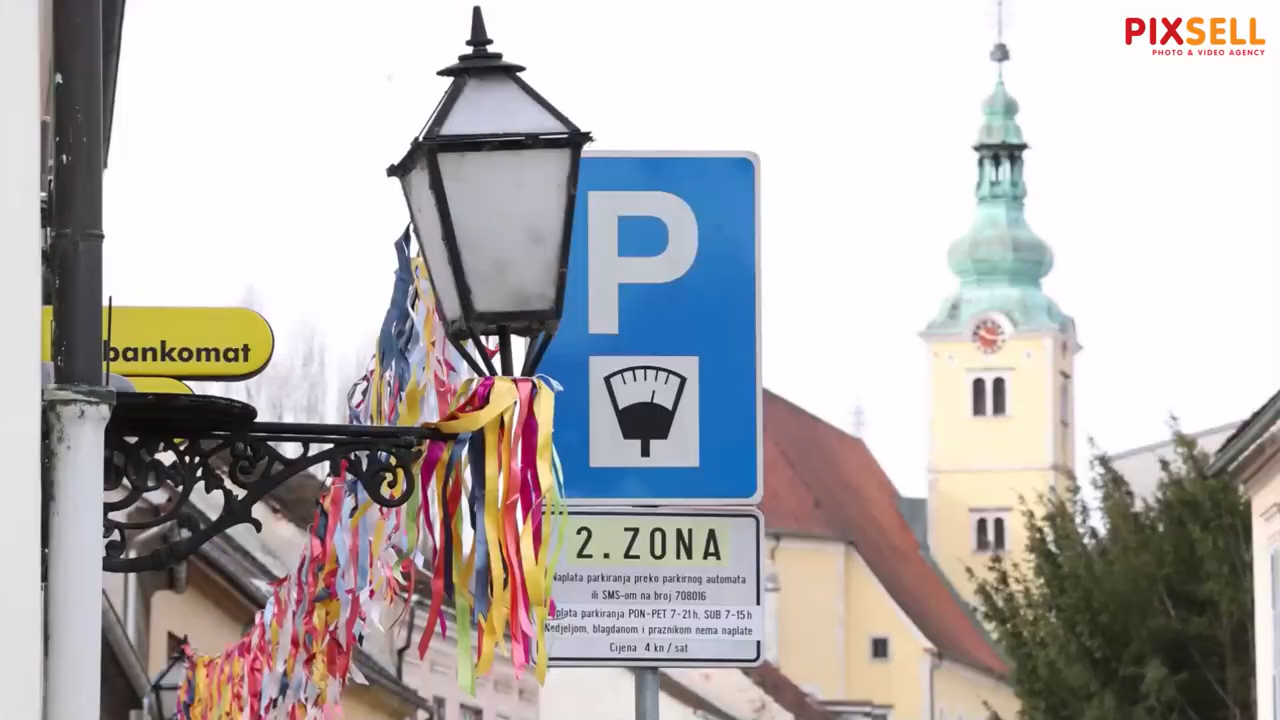 PIXSELL
PHOTO & VIDEO AGENCY
P
bankomat
2. ZONA
Naplata parkiranja preko parkirnog automata
ili SMS-om na broj 708016
plata parkiranja PON-PET 7-21h, SUB 7-15h
Nedjeljom, blagdanom i praznikom nema naplate
Cijena 4 kn / sat